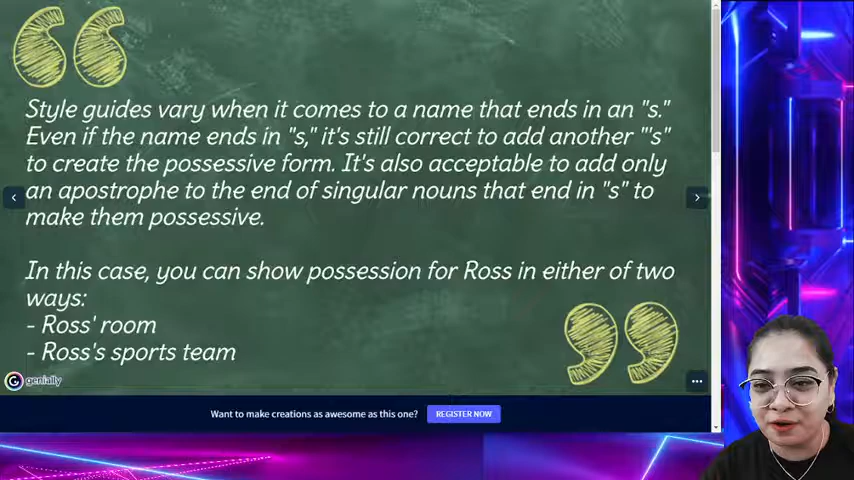 Style guides vary when it comes to a name that ends in an "s."
Even if the name ends in "s," it's still correct to add another "'s"
to create the possessive form. It's also acceptable to add only
an apostrophe to the end of singular nouns that end in "s" to
make them possessive.
In this case, you can show possession for Ross in either of two
ways:
- Ross' room
- Ross's sports team
genially
Want to make creations as awesome as this one? REGISTER NOW